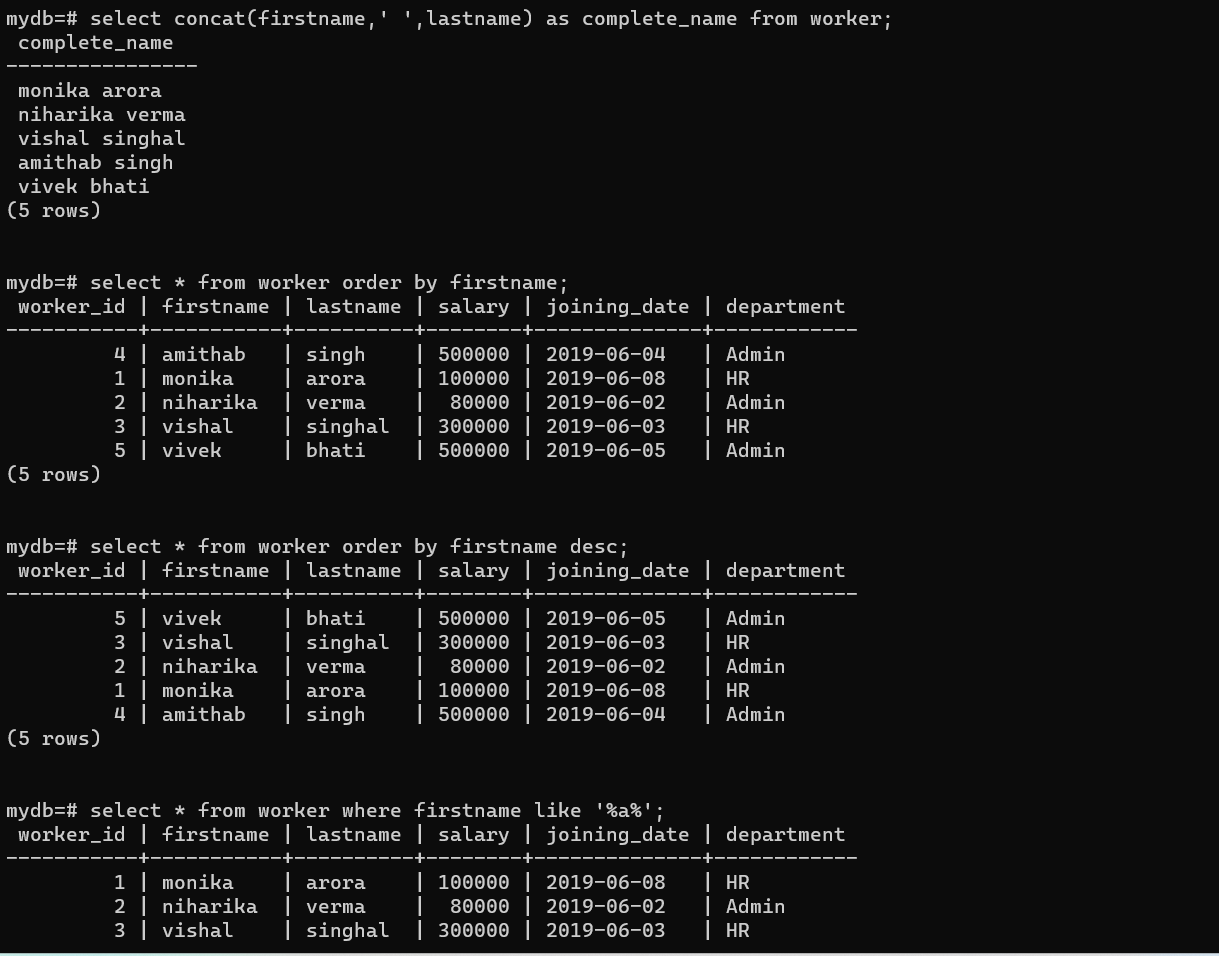 mydb=# select concat(firstname,' ',lastname) as complete_name from worker;
 complete_name
----------------
 monika arora
 niharika verma
 vishal singhal
 amithab singh
 vivek bhati
(5 rows)
mydb=# select * from worker order by firstname;
 worker_id | firstname | lastname | salary | joining_date | department
-----------+-----------+----------+--------+--------------+------------
         4 | amithab   | singh    | 500000 | 2019-06-04   | Admin
         1 | monika    | arora    | 100000 | 2019-06-08   | HR
         2 | niharika  | verma    |  80000 | 2019-06-02   | Admin
         3 | vishal    | singhal  | 300000 | 2019-06-03   | HR
         5 | vivek     | bhati    | 500000 | 2019-06-05   | Admin
(5 rows)
mydb=# select * from worker order by firstname desc;
 worker_id | firstname | lastname | salary | joining_date | department
-----------+-----------+----------+--------+--------------+------------
         5 | vivek     | bhati    | 500000 | 2019-06-05   | Admin
         3 | vishal    | singhal  | 300000 | 2019-06-03   | HR
         2 | niharika  | verma    |  80000 | 2019-06-02   | Admin
         1 | monika    | arora    | 100000 | 2019-06-08   | HR
         4 | amithab   | singh    | 500000 | 2019-06-04   | Admin
(5 rows)
mydb=# select * from worker where firstname like '%a%';
 worker_id | firstname | lastname | salary | joining_date | department
-----------+-----------+----------+--------+--------------+------------
         1 | monika    | arora    | 100000 | 2019-06-08   | HR
         2 | niharika  | verma    |  80000 | 2019-06-02   | Admin
         3 | vishal    | singhal  | 300000 | 2019-06-03   | HR